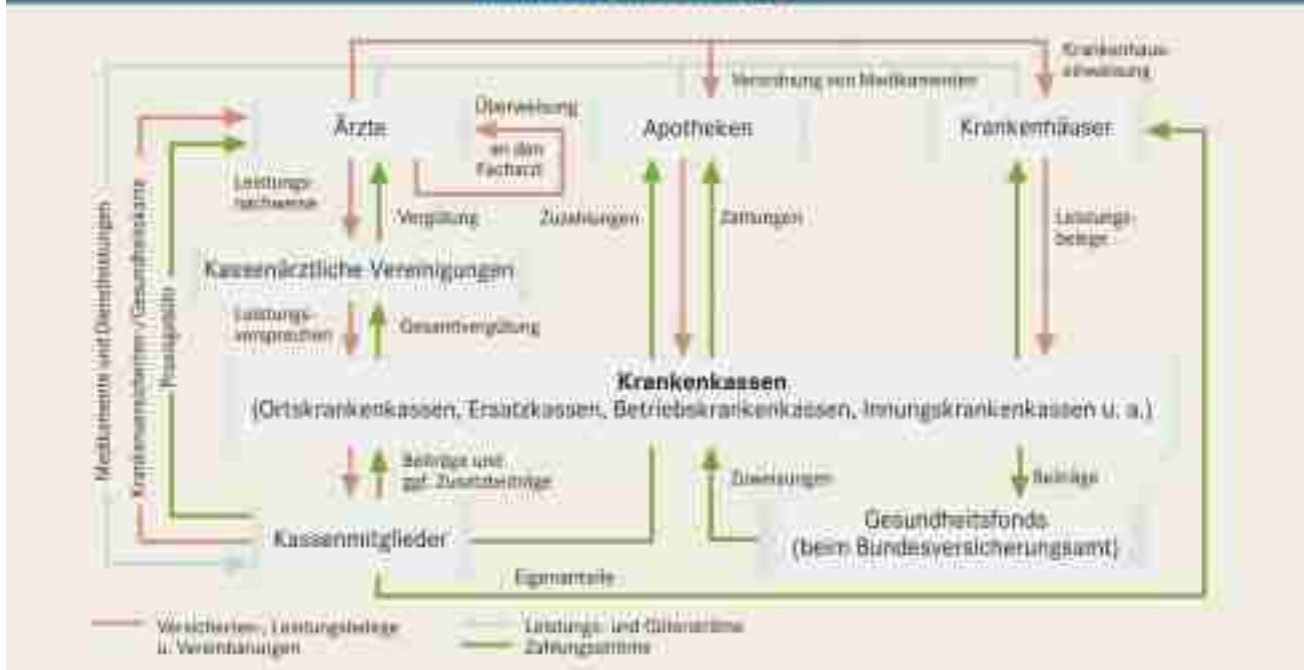 Krankenhaus-
einweisung
Verordnung von Medikamenten
Überweisung
Ärzte
Apotheken
Krankenhäuser
an den
Facharzt
Leistungs-
nachweise
Vergütung
Zuzahlungen
Zahlungen
Leistungs-
belege
Medikamente und Dienstleistungen
Krankenversicherten-/Gesundheitskarte
Praxisgebühr
Kassenärztliche Vereinigungen
Leistungs-
versprechen
Gesamtvergütung
Krankenkassen
(Ortskrankenkassen, Ersatzkassen, Betriebskrankenkassen, Innungskrankenkassen u. a.)
Beiträge und
ggf. Zusatzbeiträge
Zuweisungen
Beiträge
Kassenmitglieder
Gesundheitsfonds
(beim Bundesversicherungsamt)
Eigenanteile
Versicherten-, Leistungsbelege
u. Vereinbarungen
Leistungs- und Güterströme
Zahlungsströme